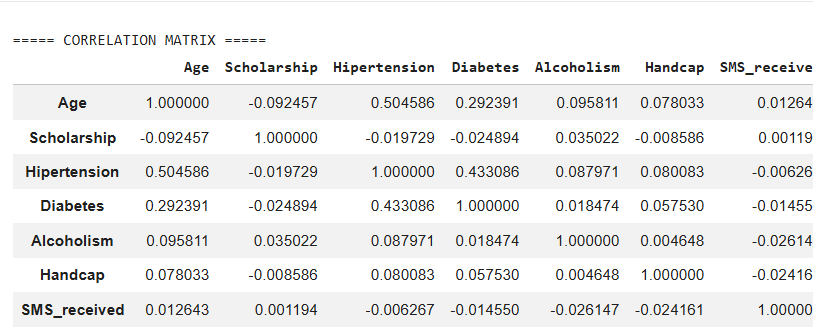 ===== CORRELATION MATRIX =====
Age Scholarship Hipertension Diabetes Alcoholism Handcap SMS_receive
Age 1.000000 -0.092457 0.504586 0.292391 0.095811 0.078033 0.01264
Scholarship -0.092457 1.000000 -0.019729 -0.024894 0.035022 -0.008586 0.00119
Hipertension 0.504586 -0.019729 1.000000 0.433086 0.087971 0.080083 -0.00626
Diabetes 0.292391 -0.024894 0.433086 1.000000 0.018474 0.057530 -0.01455
Alcoholism 0.095811 0.035022 0.087971 0.018474 1.000000 0.004648 -0.02614
Handcap 0.078033 -0.008586 0.080083 0.057530 0.004648 1.000000 -0.02416
SMS_received 0.012643 0.001194 -0.006267 -0.014550 -0.026147 -0.024161 1.00000